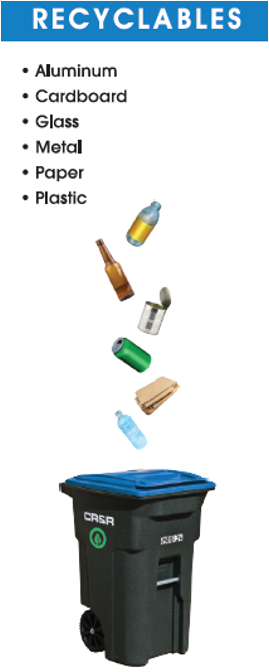 RECYCLABLES
• Aluminum
• Cardboard
• Glass
• Metal
• Paper
• Plastic
CR&R